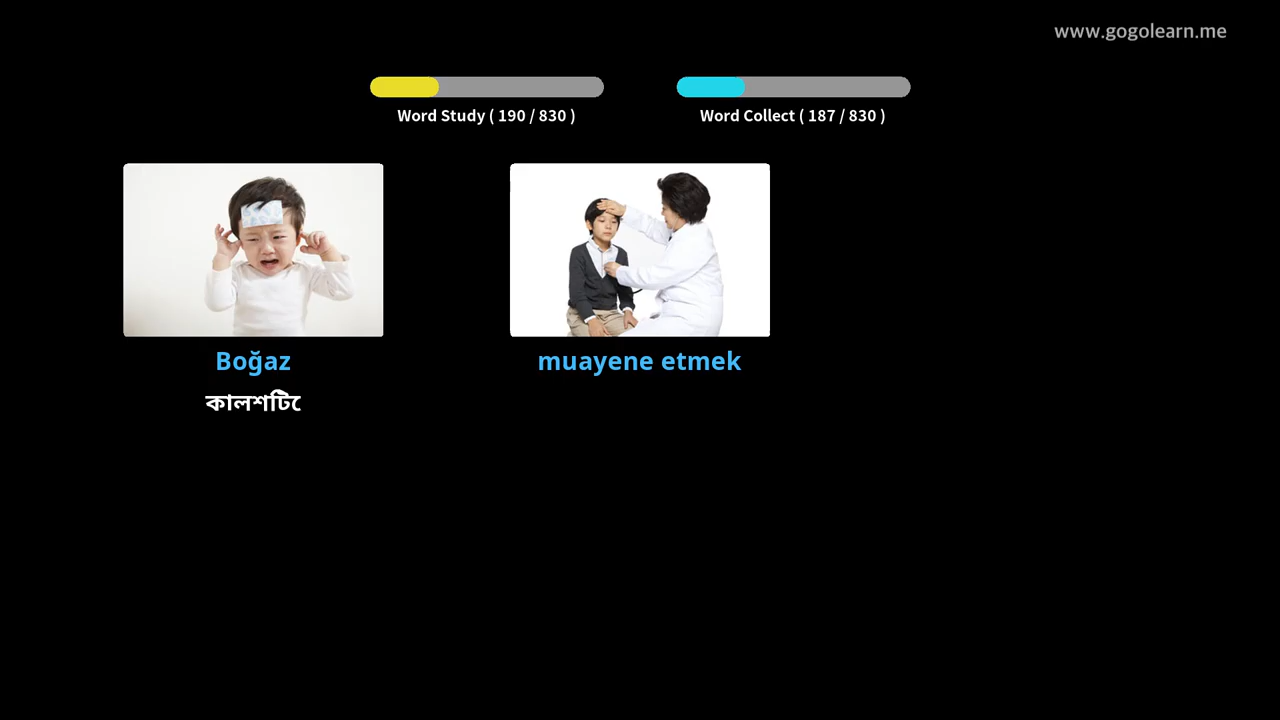 www.gogolearn.me
Word Study ( 190 / 830 )
Word Collect ( 187 / 830 )
Boğaz
muayene etmek
কালশটিে